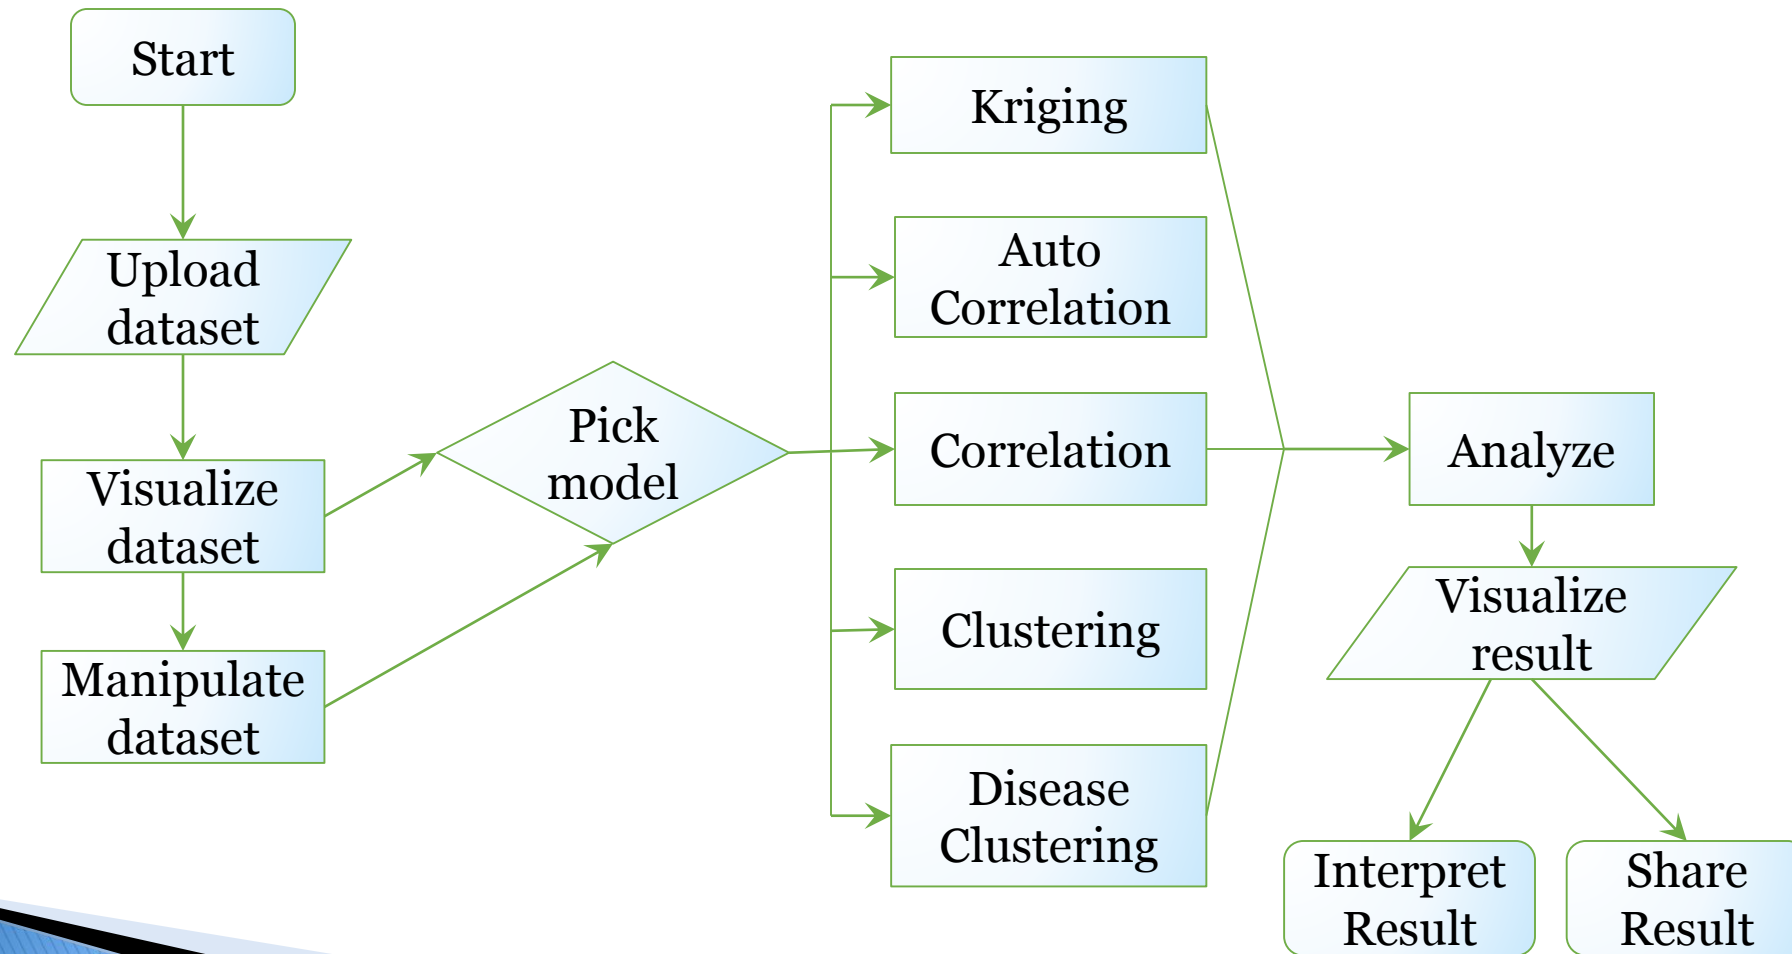 Start
Upload
dataset
Visualize
dataset
Manipulate
dataset
Pick
model
Kriging
Auto
Correlation
Correlation
Clustering
Disease
Clustering
Analyze
Visualize
result
Interpret
Result
Share
Result